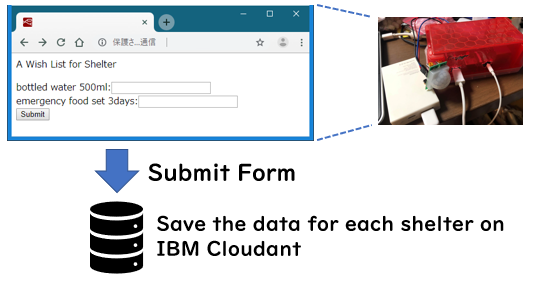 保護さ...通信
A Wish List for Shelter
bottled water 500ml:
emergency food set 3days:
Submit
Submit Form
Save the data for each shelter on
IBM Cloudant